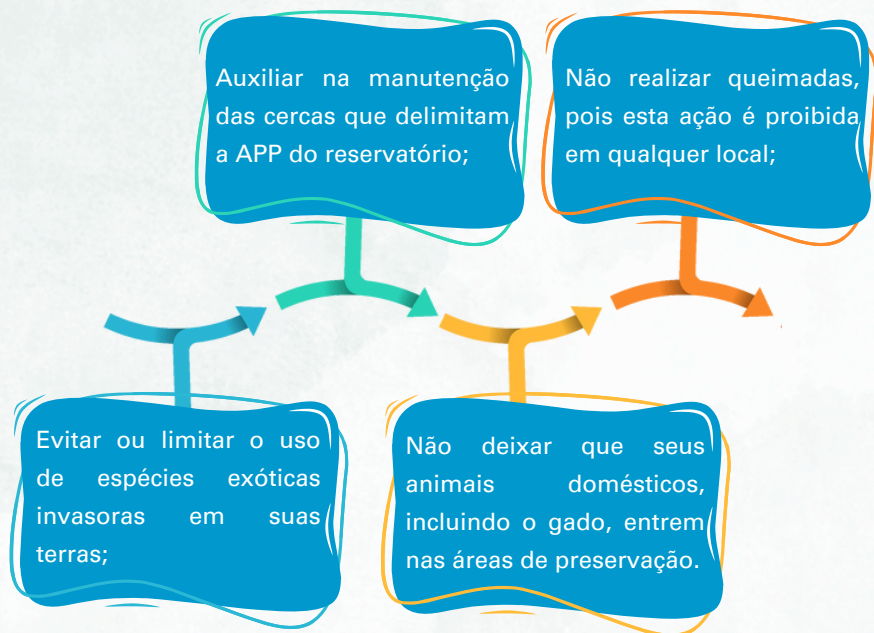 Auxiliar na manutenção
das cercas que delimitam
a APP do reservatório;
Não realizar queimadas,
pois esta ação é proibida
em qualquer local;
Evitar ou limitar o uso
de espécies exóticas
invasoras em suas
terras;
Não deixar que seus
animais domésticos,
incluindo o gado, entrem
nas áreas de preservação.